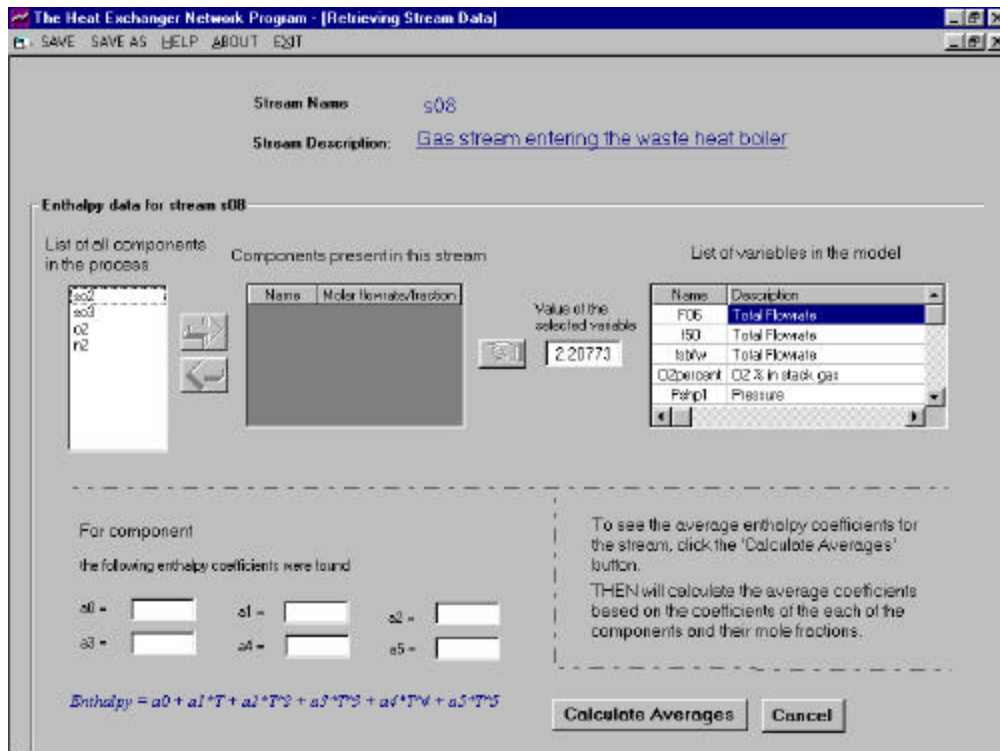 The Heat Exchanger Network Program - [Retrieving Stream Data]
SAVE SAVE AS HELP ABOUT EXIT
Stream Name s08
Stream Description: Gas stream entering the waste heat boiler
Enthalpy data for stream s08
List of all components
in the process
Components present in this stream
List of variables in the model
so2
so3
o2
n2
Name Molar flowrate/fraction
Value of the
selected variable
2.20773
Name Description
F06 Total Flowrate
f50 Total Flowrate
fsbfw Total Flowrate
O2percent O2 % in stack gas
Pshp1 Pressure
For component
the following enthalpy coefficients were found
a0 = a1 = a2 =
a3 = a4 = a5 =
Enthalpy = a0 + a1*T + a2*T^2 + a3*T^3 + a4*T^4 + a5*T^5
To see the average enthalpy coefficients for
the stream, click the 'Calculate Averages'
button.
THEN will calculate the average coefficients
based on the coefficients of the each of the
components and their mole fractions.
Calculate Averages Cancel